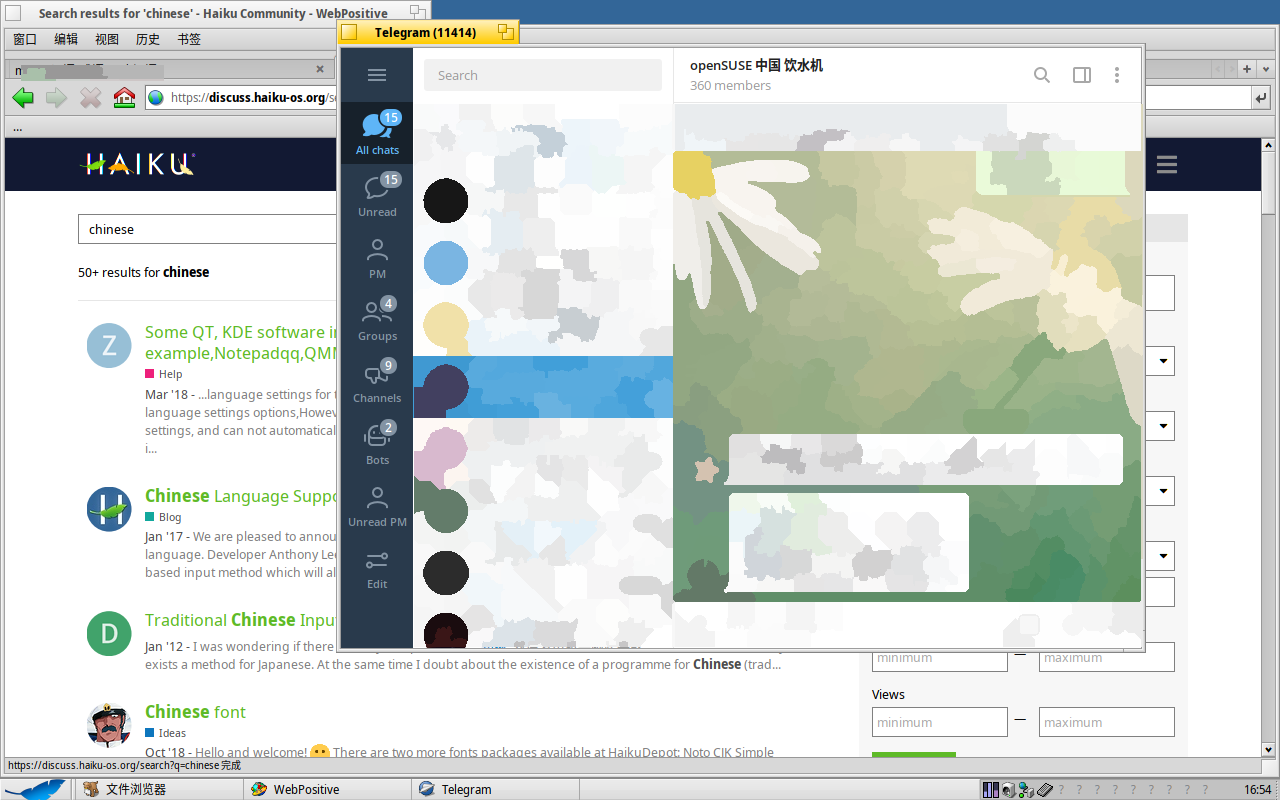 Search results for 'chinese' - Haiku Community - WebPositive
窗口 编辑 视图 历史 书签
https://discuss.haiku-os.org/s
...
HAIKU
chinese
50+ results for chinese
Z
Some QT, KDE software i
example,Notepadqq,QM
Help
Mar '18 - ...language settings for
language settings options,Howe
settings, and can not automatical
i...
Chinese Language Suppo
Blog
Jan '17 - We are pleased to annou
language. Developer Anthony Lee
based input method which will al
D
Traditional Chinese Inpu
Jan '12 - I was wondering if there
exists a method for Japanese. At the same time I doubt about the existence of a programme for Chinese (trad...
Chinese font
Ideas
Oct '18 - Hello and welcome! 😶 There are two more fonts packages available at HaikuDepot: Noto CJK Simple
minimum — maximum
Views
minimum — maximum
https://discuss.haiku-os.org/search?q=chinese 完成
Telegram (11414)
Search
openSUSE 中国 饮水机
360 members
15
All chats
15
Unread
PM
4
Groups
9
Channels
2
Bots
Unread PM
Edit
文件浏览器
WebPositive
Telegram
? ? ? ? ? ? ? ? ?
16:54